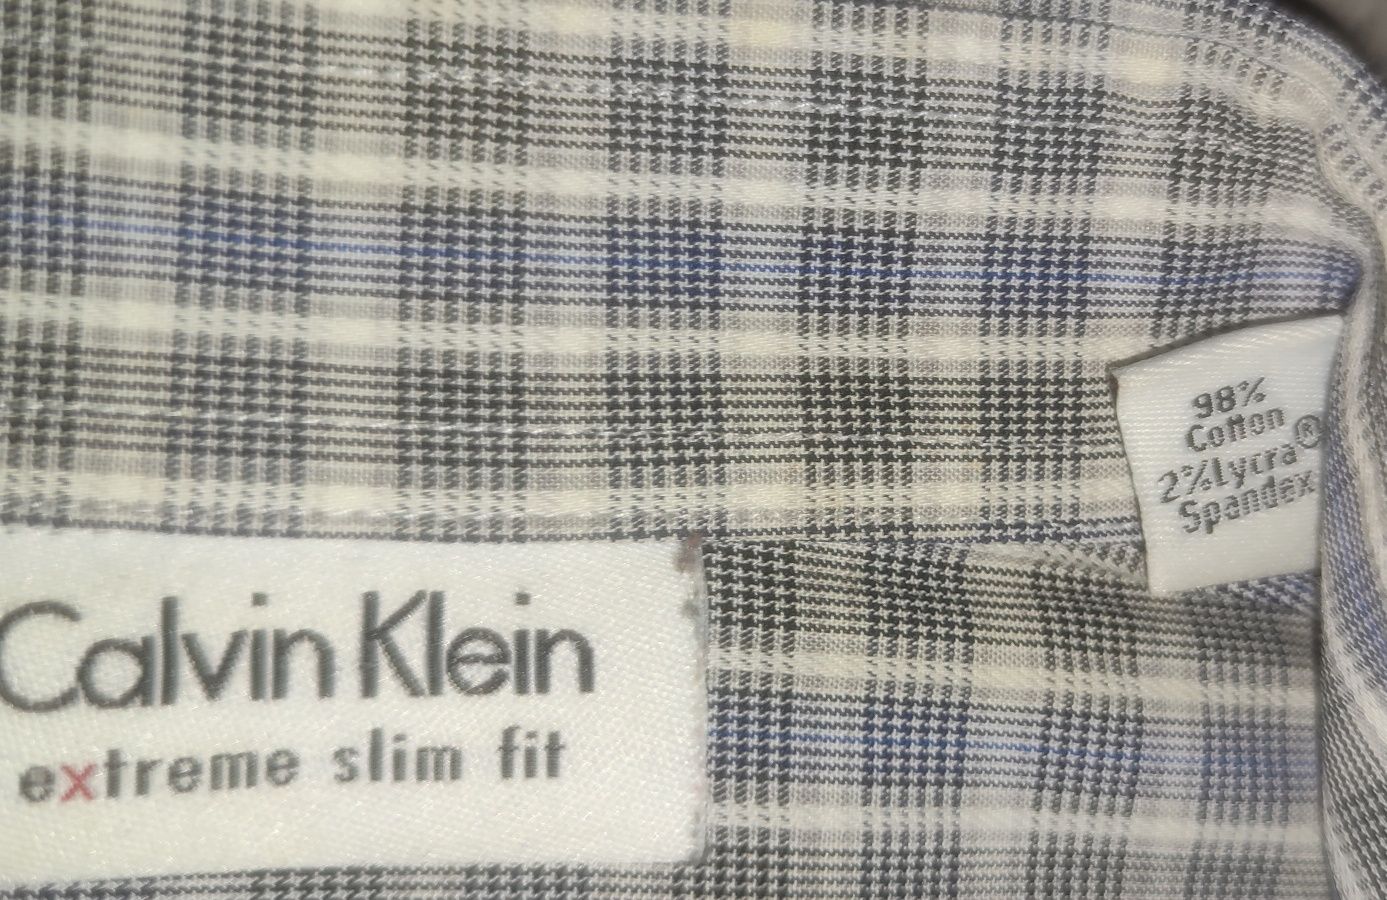 98%
Cotton
2%Lycra®
Spandex
Calvin Klein
extreme slim fit